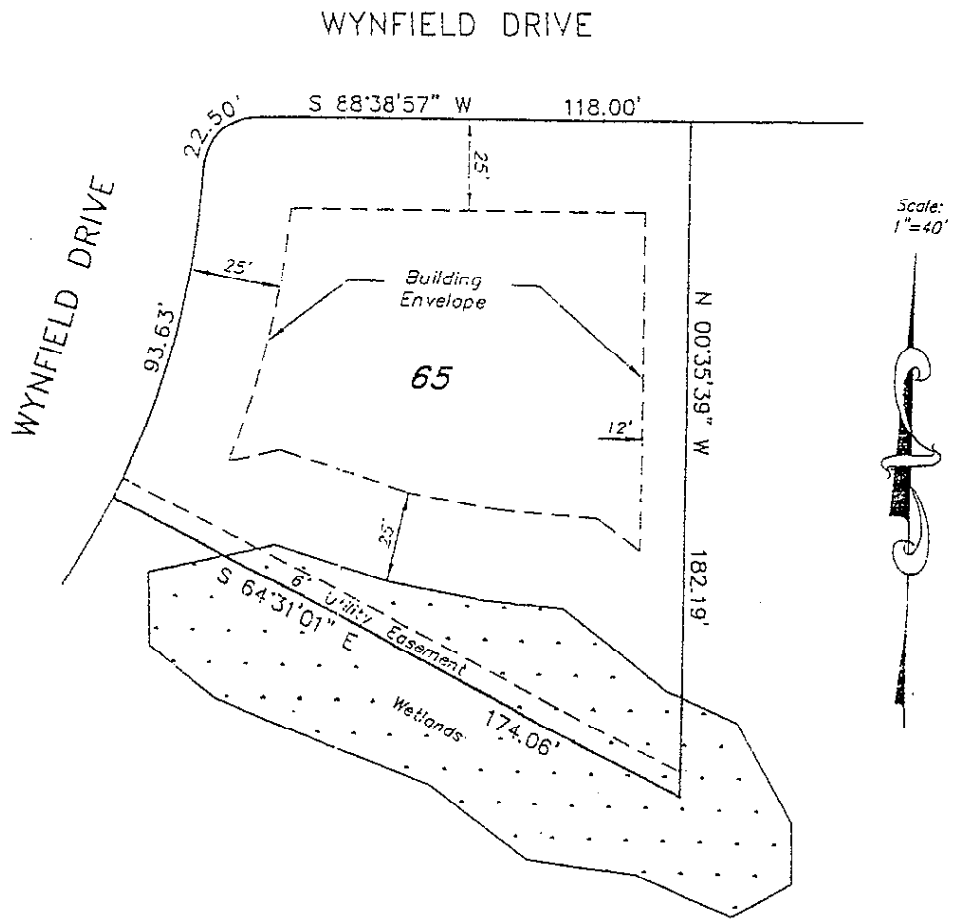 WYNFIELD DRIVE
S 88°38'57" W 118.00'
22.50'
WYNFIELD DRIVE
93.63'
25'
25'
Building
Envelope
65
12'
25'
N 00°35'39" W 182.19'
Scale:
1"=40'
6' Utility Easement
S 64°31'01" E 174.06'
Wetlands